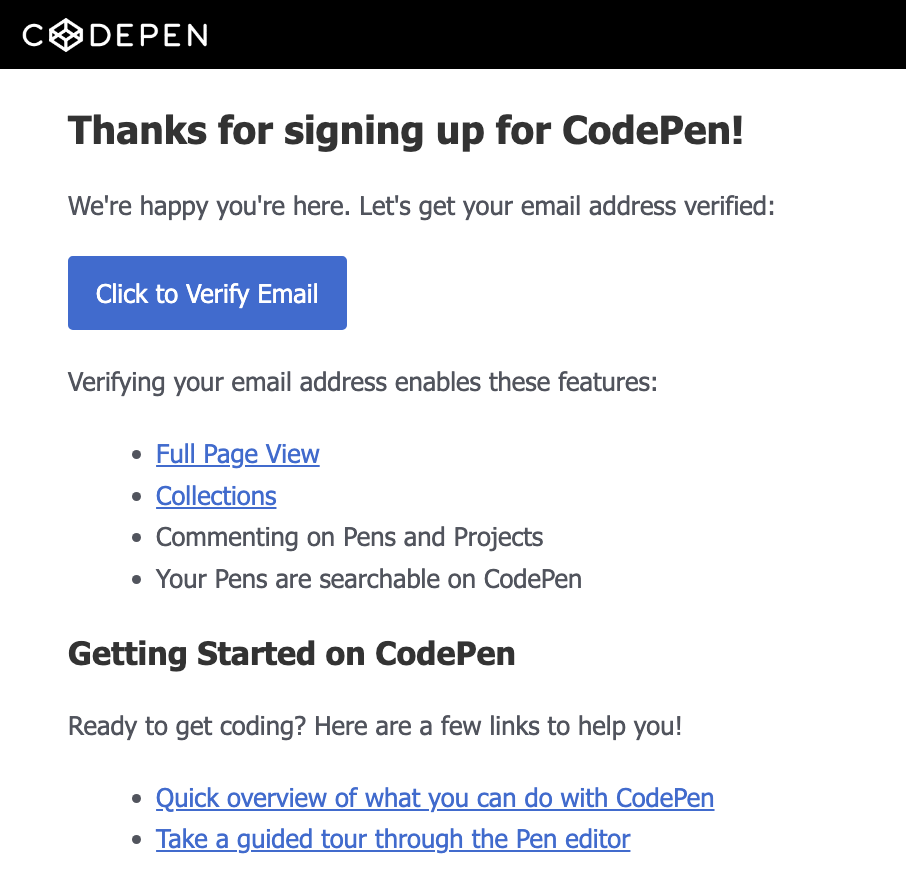 CODEPEN
Thanks for signing up for CodePen!
We're happy you're here. Let's get your email address verified:
Click to Verify Email
Verifying your email address enables these features:
• Full Page View
• Collections
• Commenting on Pens and Projects
• Your Pens are searchable on CodePen
Getting Started on CodePen
Ready to get coding? Here are a few links to help you!
• Quick overview of what you can do with CodePen
• Take a guided tour through the Pen editor